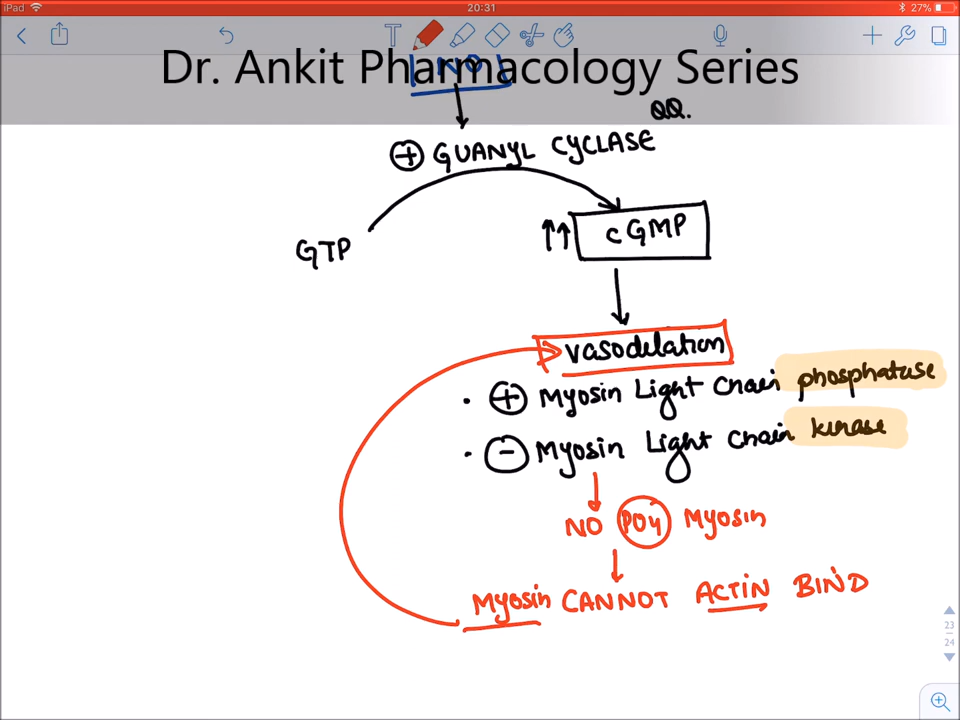 iPad 20:31 27%
Dr. Ankit Pharmacology Series
NO
QQ.
+ GUANYL CYCLASE
GTP
↑↑ cGMP
vasodelation
• + Myosin Light Chain phosphatase
• - Myosin Light Chain kinase
NO PO4 Myosin
Myosin CANNOT ACTIN BIND
23
24